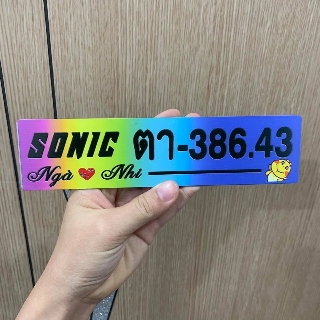 SONIC ตา-386.43
Ngà ❤ Nhi